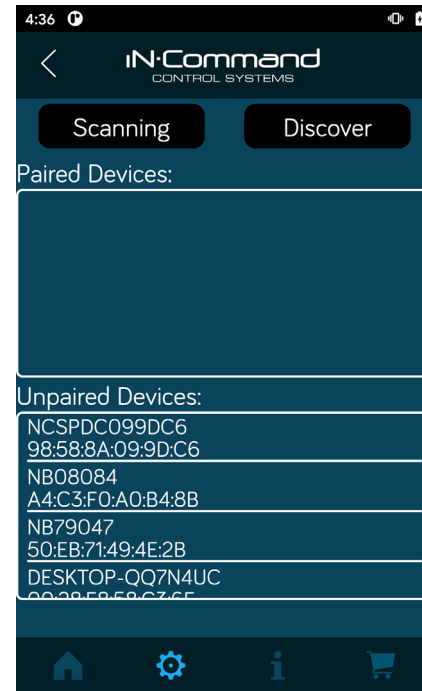 4:36
iN·Command
CONTROL SYSTEMS
Scanning Discover
Paired Devices:
Unpaired Devices:
NCSPDC099DC6
98:58:8A:09:9D:C6
NB08084
A4:C3:F0:A0:B4:8B
NB79047
50:EB:71:49:4E:2B
DESKTOP-QQ7N4UC